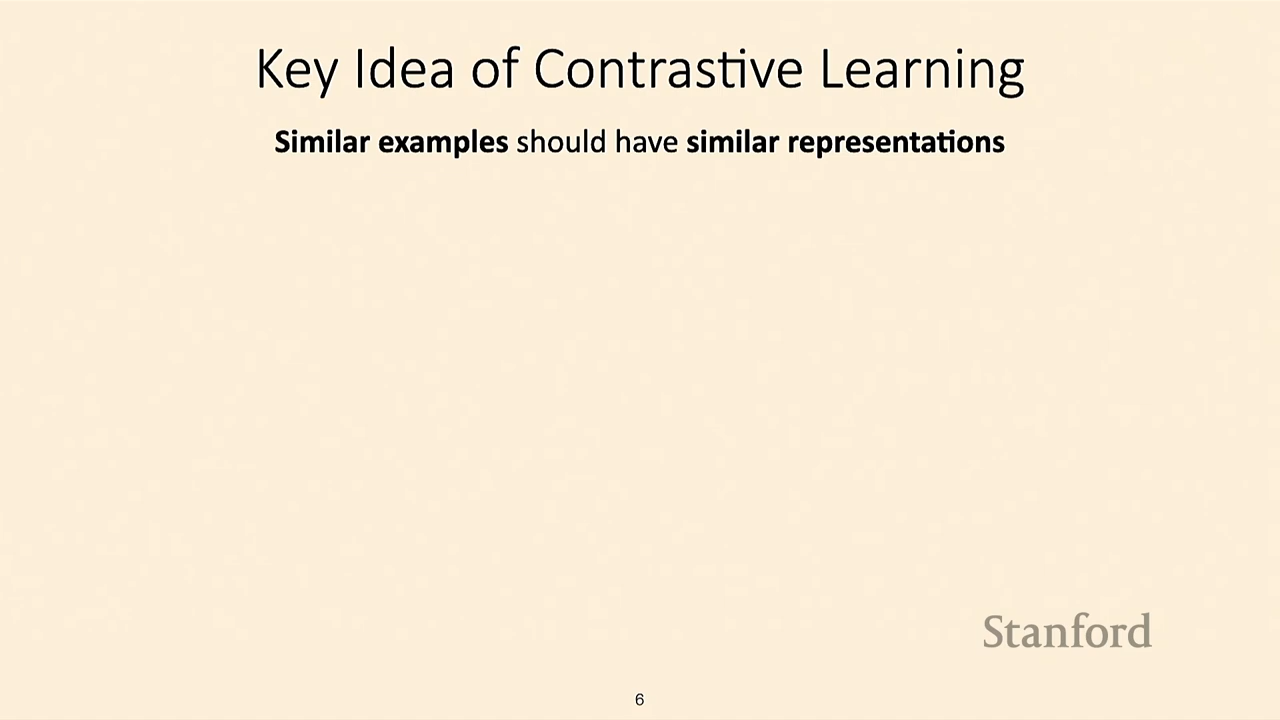 Key Idea of Contrastive Learning
Similar examples should have similar representations
Stanford
6